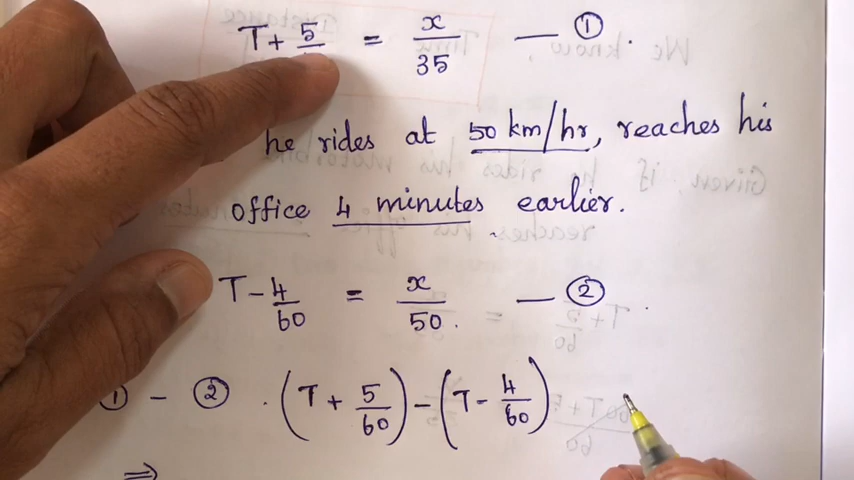 T + 5/ = x/35 — ①.
he rides at 50 km/hr, reaches his
office 4 minutes earlier.
T - 4/60 = x/50. — ②
① - ② . (T + 5/60) - (T - 4/60)
⇒